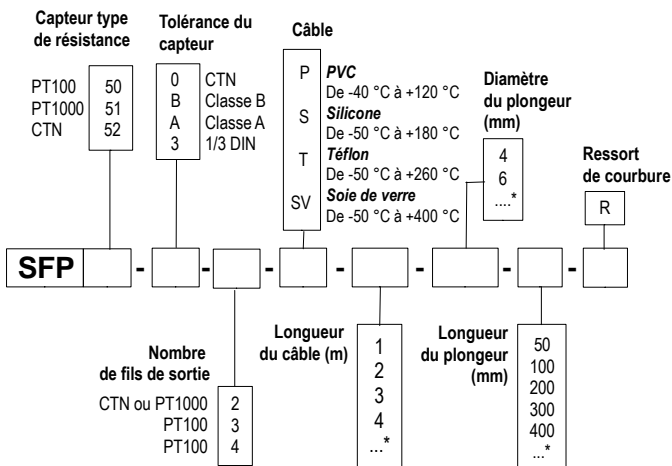 Capteur type
de résistance
PT100 50
PT1000 51
CTN 52
Tolérance du
capteur
0 CTN
B Classe B
A Classe A
3 1/3 DIN
Câble
P PVC
De -40 °C à +120 °C
S Silicone
De -50 °C à +180 °C
T Téflon
De -50 °C à +260 °C
SV Soie de verre
De -50 °C à +400 °C
Diamètre
du plongeur
(mm)
4
6
....*
Ressort
de courbure
R
SFP - - - - - - -
Nombre
de fils de sortie
CTN ou PT1000 2
PT100 3
PT100 4
Longueur
du câble (m)
1
2
3
4
...*
Longueur
du plongeur
(mm)
50
100
200
300
400
...*